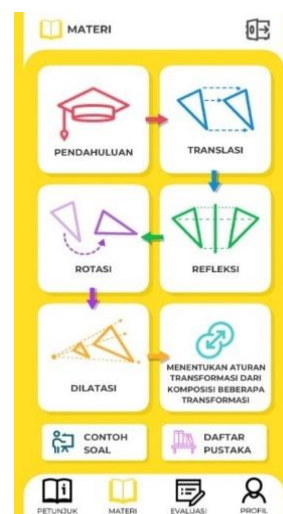 MATERI
PENDAHULUAN
TRANSLASI
ROTASI
REFLEKSI
DILATASI
MENENTUKAN ATURAN
TRANSFORMASI DARI
KOMPOSISI BEBERAPA
TRANSFORMASI
CONTOH
SOAL
DAFTAR
PUSTAKA
PETUNJUK
MATERI
EVALUASI
PROFIL